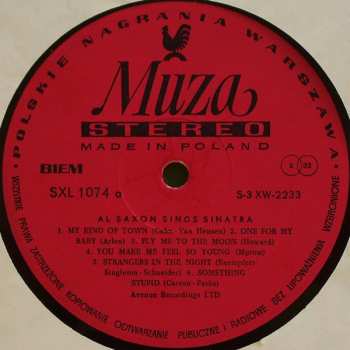 · POLSKIE NAGRANIA WARSZAWA ·
Muza
STEREO
MADE IN POLAND
BIEM
33
SXL 1074 a
S-3 XW-2233
AL SAXON SINGS SINATRA
1. MY KIND OF TOWN (Cahn Van Heusen) 2. ONE FOR MY
BABY (Arlen) 3. FLY ME TO THE MOON (Howard)
4. YOU MAKE ME FEEL SO YOUNG (Myrow)
5. STRANGERS IN THE NIGHT (Kaempfert
Singleton - Schneider) 6. SOMETHING
STUPID (Carson - Parks)
Avenue Recordings LTD
WSZELKIE PRAWA ZASTRZEŻONE KOPIOWANIE ODTWARZANIE PUBLICZNE I RADIOWE BEZ UPOWAŻNIENIA WZBRONIONE